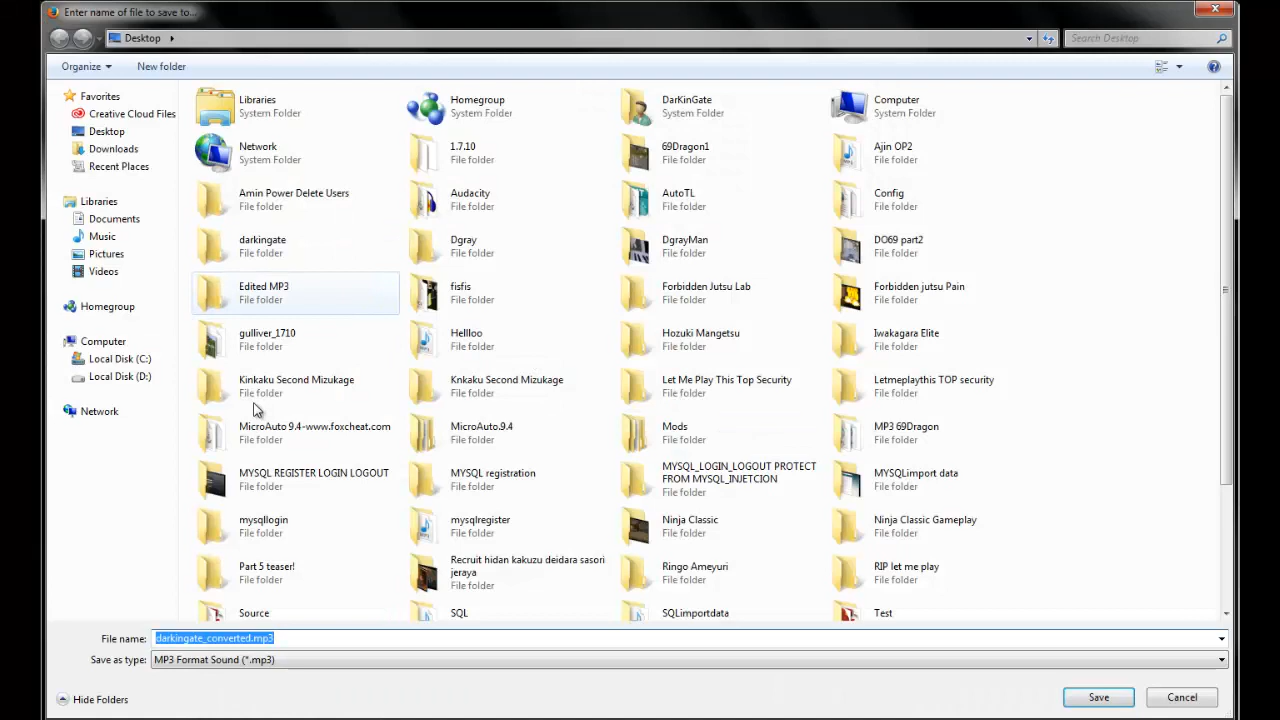 Enter name of file to save to...
Desktop
Search Desktop
Organize
New folder
Favorites
Creative Cloud Files
Desktop
Downloads
Recent Places
Libraries
Documents
Music
Pictures
Videos
Homegroup
Computer
Local Disk (C:)
Local Disk (D:)
Network
Libraries
System Folder
Homegroup
System Folder
DarKinGate
System Folder
Computer
System Folder
Network
System Folder
1.7.10
File folder
69Dragon1
File folder
Ajin OP2
File folder
Amin Power Delete Users
File folder
Audacity
File folder
AutoTL
File folder
Config
File folder
darkingate
File folder
Dgray
File folder
DgrayMan
File folder
DO69 part2
File folder
Edited MP3
File folder
fisfis
File folder
Forbidden Jutsu Lab
File folder
Forbidden jutsu Pain
File folder
gulliver_1710
File folder
Hellloo
File folder
Hozuki Mangetsu
File folder
Iwakagara Elite
File folder
Kinkaku Second Mizukage
File folder
Knkaku Second Mizukage
File folder
Let Me Play This Top Security
File folder
Letmeplaythis TOP security
File folder
MicroAuto 9.4-www.foxcheat.com
File folder
MicroAuto.9.4
File folder
Mods
File folder
MP3 69Dragon
File folder
MYSQL REGISTER LOGIN LOGOUT
File folder
MYSQL registration
File folder
MYSQL_LOGIN_LOGOUT PROTECT
FROM MYSQL_INJETCION
File folder
MYSQLimport data
File folder
mysqllogin
File folder
mysqlregister
File folder
Ninja Classic
File folder
Ninja Classic Gameplay
File folder
Part 5 teaser!
File folder
Recruit hidan kakuzu deidara sasori
jeraya
File folder
Ringo Ameyuri
File folder
RIP let me play
File folder
Source
SQL
SQLimportdata
Test
File name: darkingate_converted.mp3
Save as type: MP3 Format Sound (*.mp3)
Hide Folders
Save
Cancel